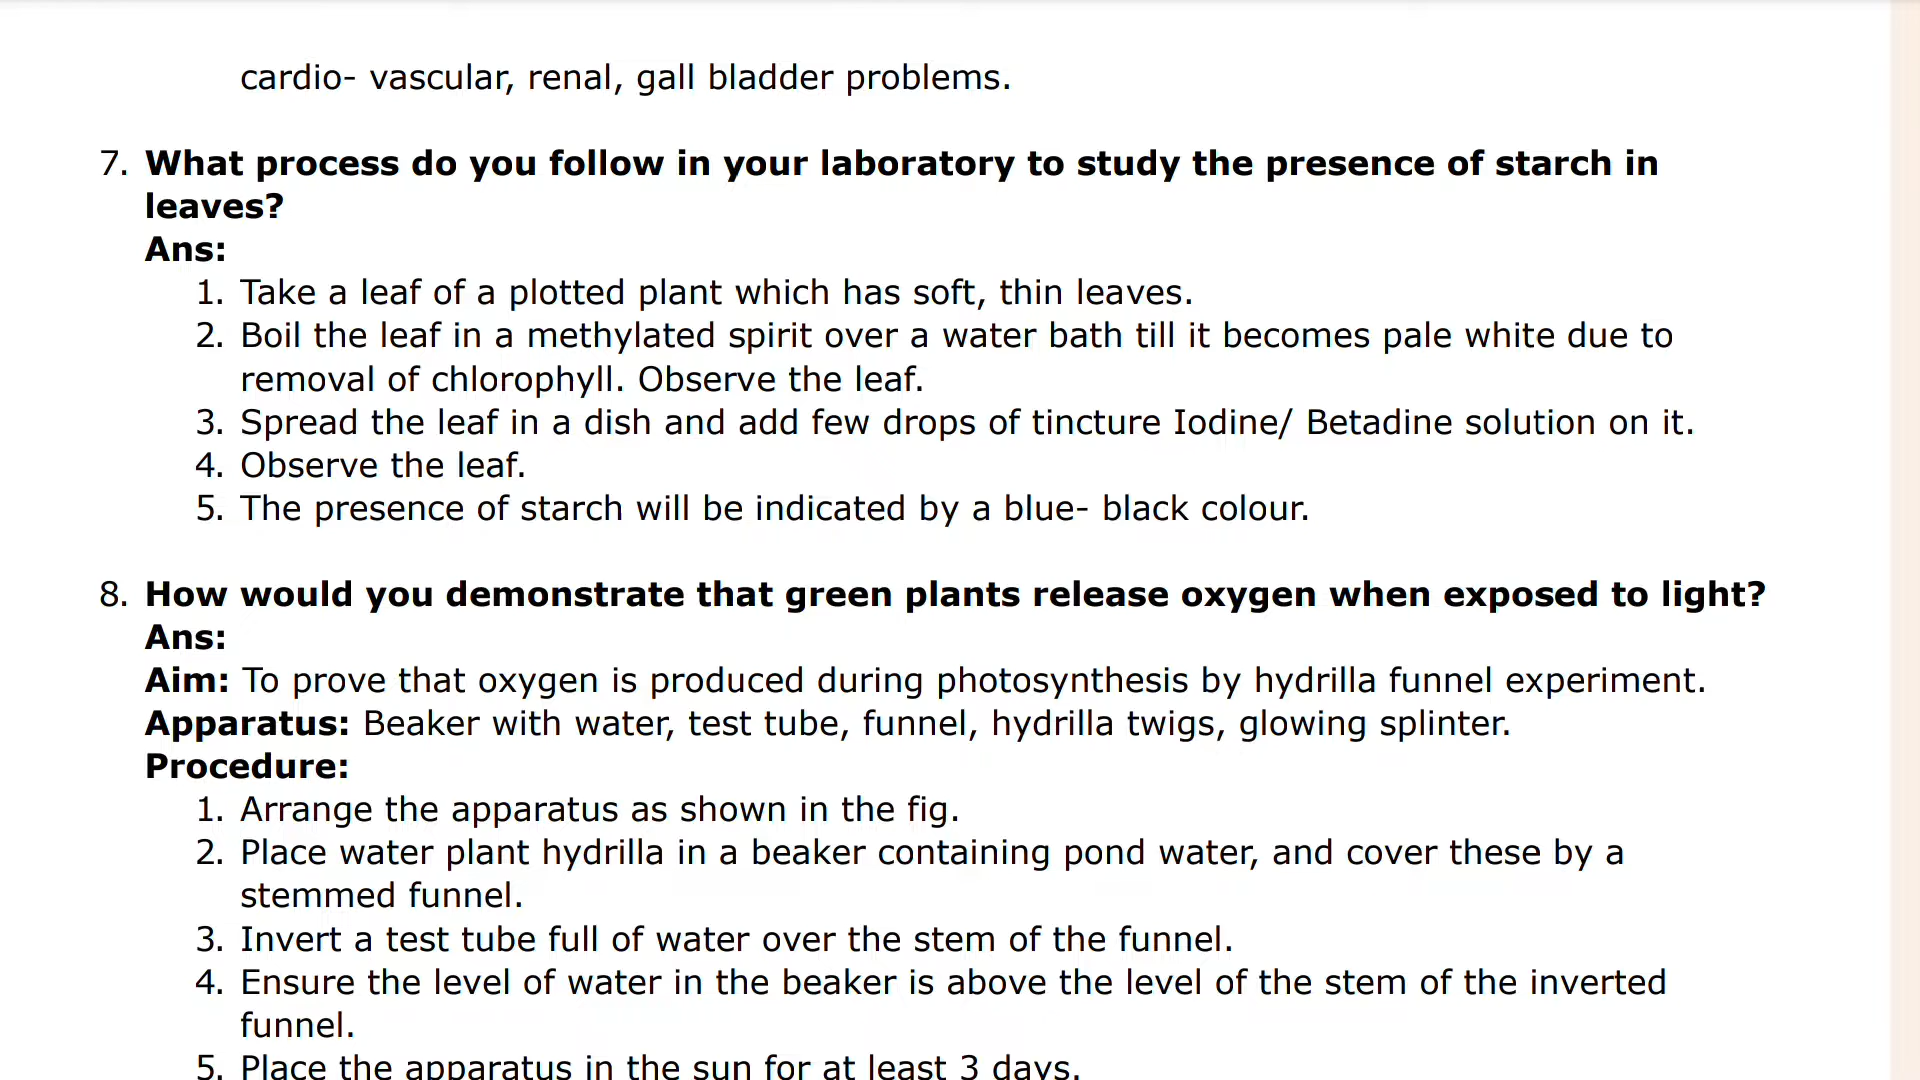 cardio- vascular, renal, gall bladder problems.
7. What process do you follow in your laboratory to study the presence of starch in
leaves?
Ans:
1. Take a leaf of a plotted plant which has soft, thin leaves.
2. Boil the leaf in a methylated spirit over a water bath till it becomes pale white due to
removal of chlorophyll. Observe the leaf.
3. Spread the leaf in a dish and add few drops of tincture Iodine/ Betadine solution on it.
4. Observe the leaf.
5. The presence of starch will be indicated by a blue- black colour.
8. How would you demonstrate that green plants release oxygen when exposed to light?
Ans:
Aim: To prove that oxygen is produced during photosynthesis by hydrilla funnel experiment.
Apparatus: Beaker with water, test tube, funnel, hydrilla twigs, glowing splinter.
Procedure:
1. Arrange the apparatus as shown in the fig.
2. Place water plant hydrilla in a beaker containing pond water, and cover these by a
stemmed funnel.
3. Invert a test tube full of water over the stem of the funnel.
4. Ensure the level of water in the beaker is above the level of the stem of the inverted
funnel.
5. Place the apparatus in the sun for at least 3 days.